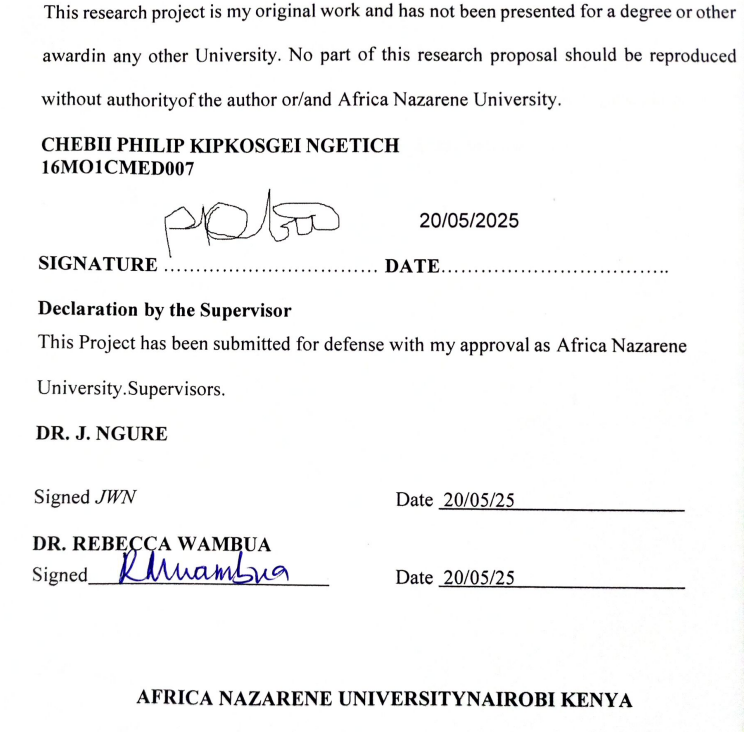 This research project is my original work and has not been presented for a degree or other
awardin any other University. No part of this research proposal should be reproduced
without authorityof the author or/and Africa Nazarene University.
CHEBII PHILIP KIPKOSGEI NGETICH
16MO1CMED007
20/05/2025
SIGNATURE ................................ DATE..................................
Declaration by the Supervisor
This Project has been submitted for defense with my approval as Africa Nazarene
University.Supervisors.
DR. J. NGURE
Signed JWN Date 20/05/25
DR. REBECCA WAMBUA
Signed RMwambua Date 20/05/25
AFRICA NAZARENE UNIVERSITYNAIROBI KENYA